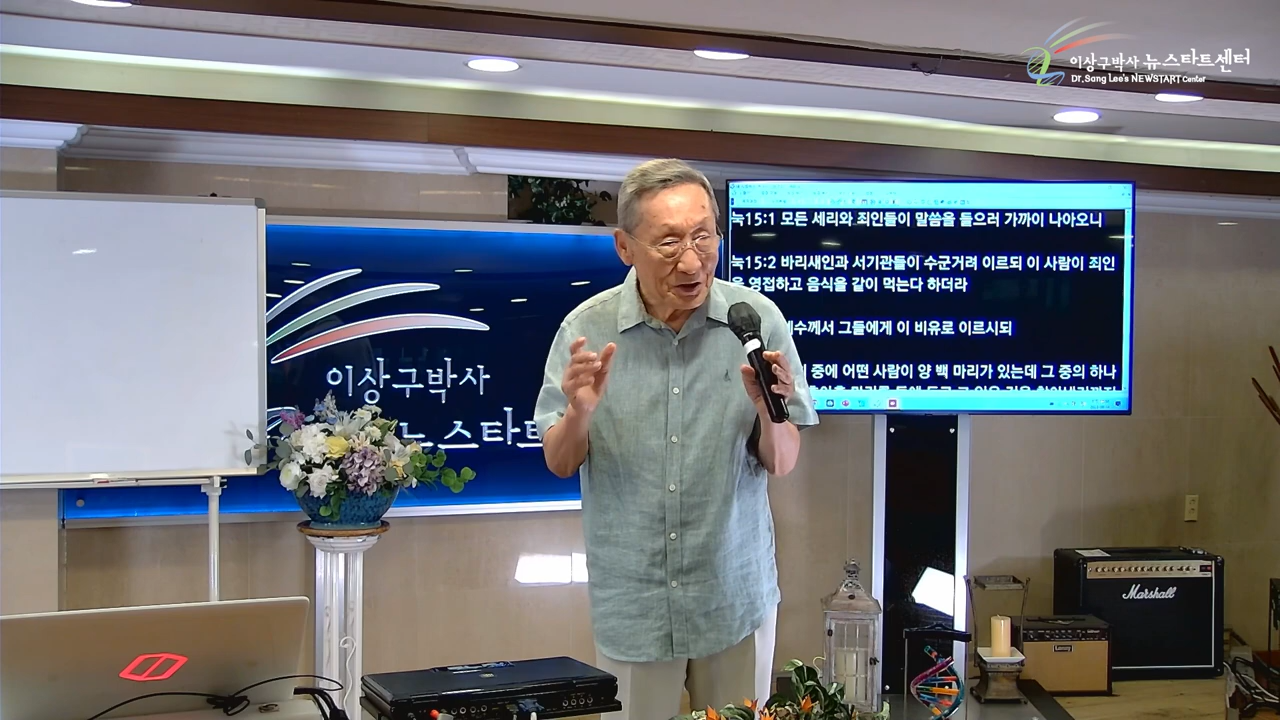 이상구박사 뉴스타트센터
Dr. Sang Lee's NEWSTART Center
눅15:1 모든 세리와 죄인들이 말씀을 들으러 가까이 나아오니
눅15:2 바리새인과 서기관들이 수군거려 이르되 이 사람이 죄인
을 영접하고 음식을 같이 먹는다 하더라
예수께서 그들에게 이 비유로 이르시되
중에 어떤 사람이 양 백 마리가 있는데 그 중의 하나
이상구박사
뉴스타트
Marshall
Laney